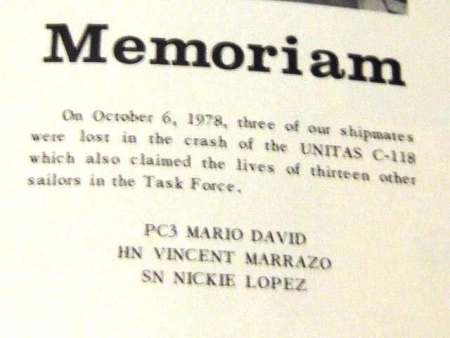 Memoriam
On October 6, 1978, three of our shipmates
were lost in the crash of the UNITAS C-118
which also claimed the lives of thirteen other
sailors in the Task Force.
PC3 MARIO DAVID
HN VINCENT MARRAZO
SN NICKIE LOPEZ